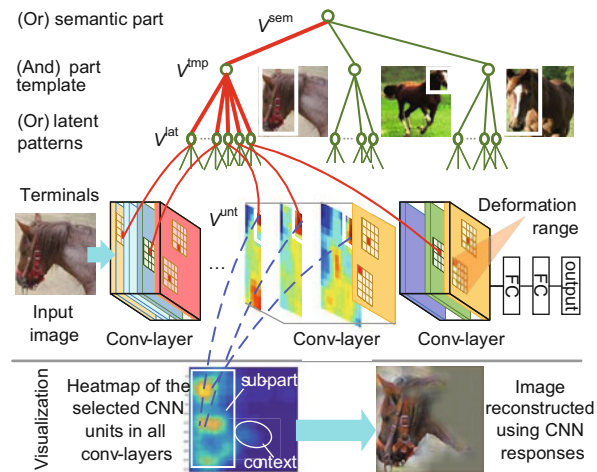 (Or) semantic part
V^sem
(And) part
template
V^tmp
(Or) latent
patterns
V^lat
Terminals
V^unt
Deformation
range
...
FC
FC
output
Input
image
Conv-layer
Conv-layer
Conv-layer
Visualization
Heatmap of the
selected CNN
units in all
conv-layers
sub-part
context
Image
reconstructed
using CNN
responses